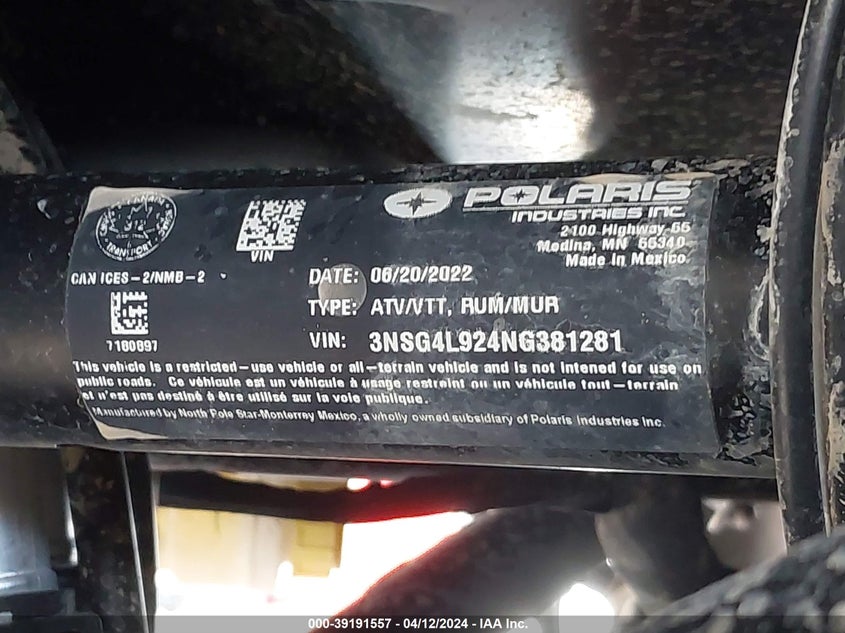 TRANSPORT
VIN
POLARIS
INDUSTRIES INC.
2100 Highway 55
Medina, MN 55340
Made in Mexico.
CAN ICES-2/NMB-2
7180897
DATE: 06/20/2022
TYPE: ATV/VTT, RUM/MUR
VIN: 3NSG4L924NG381281
This vehicle is a restricted-use vehicle or all-terrain vehicle and is not intended for use on
public roads. Ce véhicule est un véhicule à usage restreint ou un véhicule tout-terrain
et n'est pas destiné à être utilisé sur la voie publique.
Manufactured by North Pole Star-Monterrey Mexico, a wholly owned subsidiary of Polaris Industries Inc.
000-39191557 - 04/12/2024 - IAA Inc.